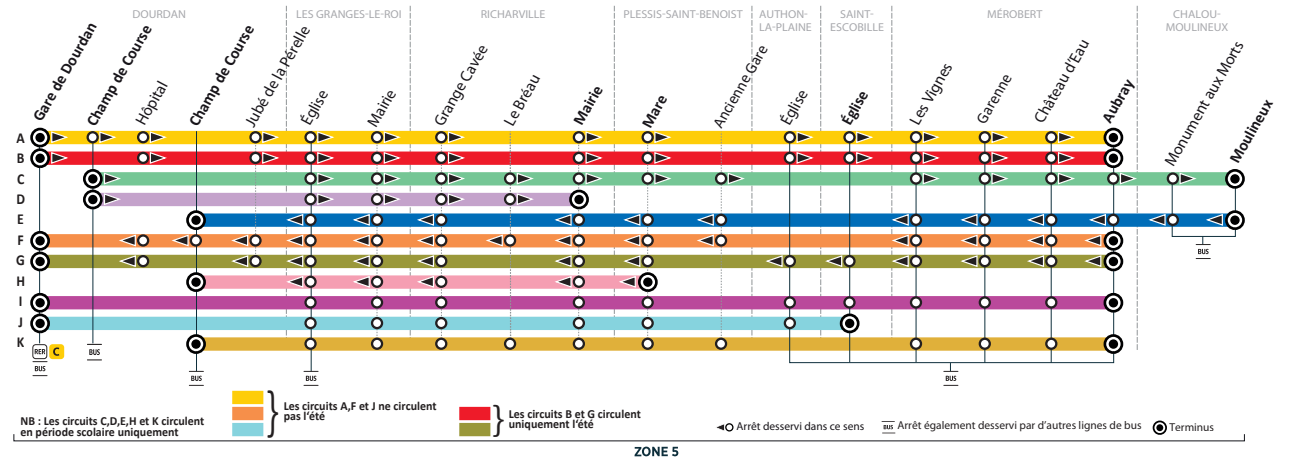 DOURDAN
LES GRANGES-LE-ROI
RICHARVILLE
PLESSIS-SAINT-BENOIST
AUTHON-
LA-PLAINE
SAINT-
ESCOBILLE
MÉROBERT
CHALOU-
MOULINEUX
Gare de Dourdan
Champ de Course
Hôpital
Champ de Course
Jubé de la Pérelle
Église
Mairie
Grange Cavée
Le Bréau
Mairie
Mare
Ancienne Gare
Église
Église
Les Vignes
Garenne
Château d'Eau
Aubray
Monument aux Morts
Moulineux
A
B
C
D
E
F
G
H
I
J
K
RER C
BUS
BUS
BUS
BUS
BUS
BUS
NB : Les circuits C,D,E,H et K circulent
en période scolaire uniquement
Les circuits A,F et J ne circulent
pas l'été
Les circuits B et G circulent
uniquement l'été
Arrêt desservi dans ce sens
BUS Arrêt également desservi par d'autres lignes de bus
Terminus
ZONE 5